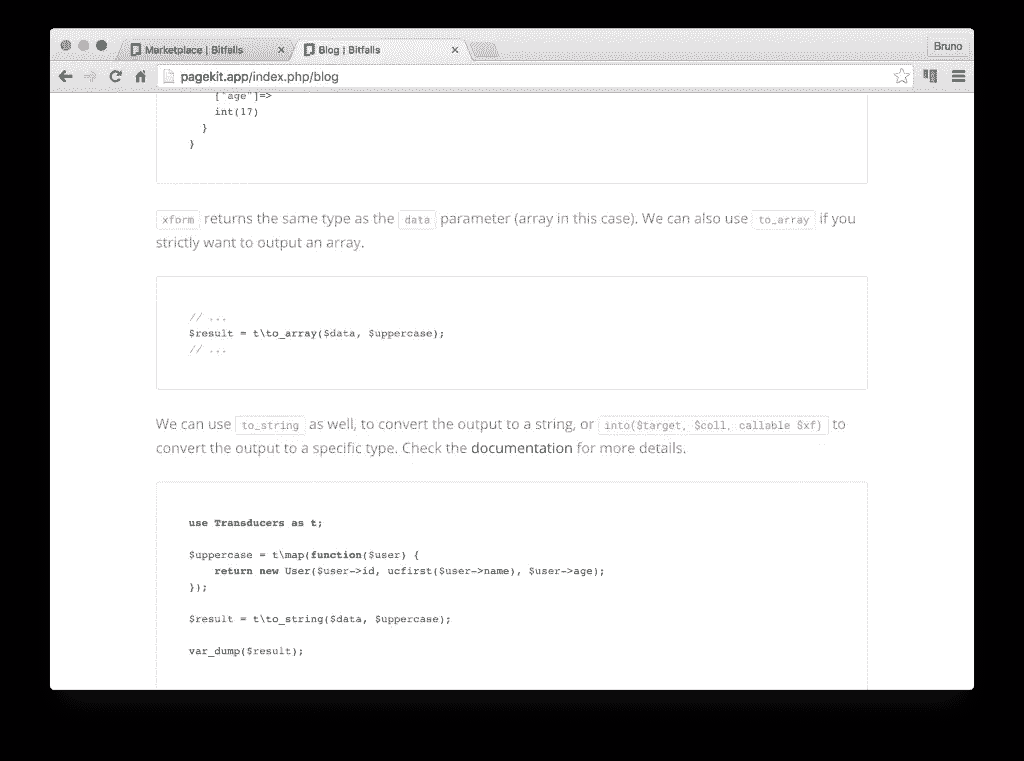 Marketplace | Bitfalls
Blog | Bitfalls
Bruno
pagekit.app/index.php/blog
["age"]=>
int(17)
}
}
xform returns the same type as the data parameter (array in this case). We can also use to_array if you
strictly want to output an array.
// ...
$result = t\to_array($data, $uppercase);
// ...
We can use to_string as well, to convert the output to a string, or into($target, $coll, callable $xf) to
convert the output to a specific type. Check the documentation for more details.
use Transducers as t;
$uppercase = t\map(function($user) {
return new User($user->id, ucfirst($user->name), $user->age);
});
$result = t\to_string($data, $uppercase);
var_dump($result);